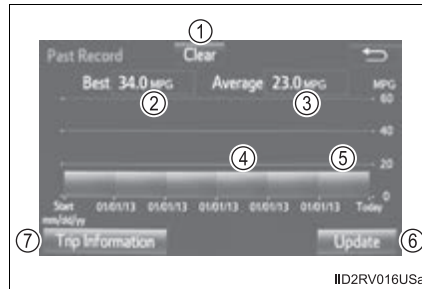 ①
Past Record Clear
Best 34.0 MPG Average 23.0 MPG MPG
② ③
60
40
④ ⑤
20
0
Start 01/01/13 01/01/13 01/01/13 01/01/13 01/01/13 Today
mm/dd/yy
⑦ Trip Information Update ⑥
IID2RV016USa